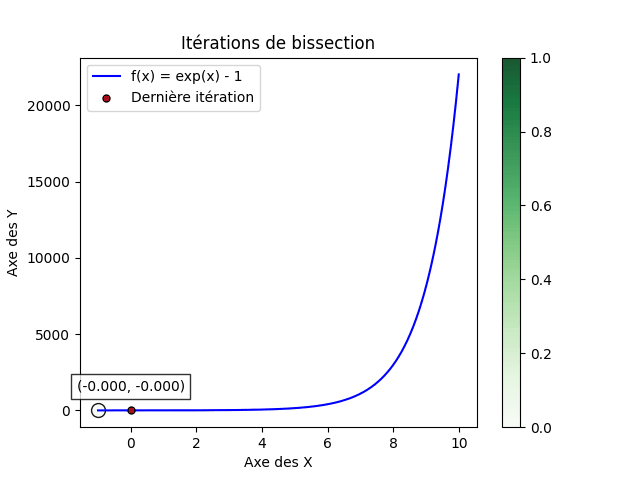 Itérations de bissection
f(x) = exp(x) - 1
Dernière itération
Axe des Y
20000
15000
10000
5000
0
(-0.000, -0.000)
0 2 4 6 8 10
Axe des X
1.0
0.8
0.6
0.4
0.2
0.0